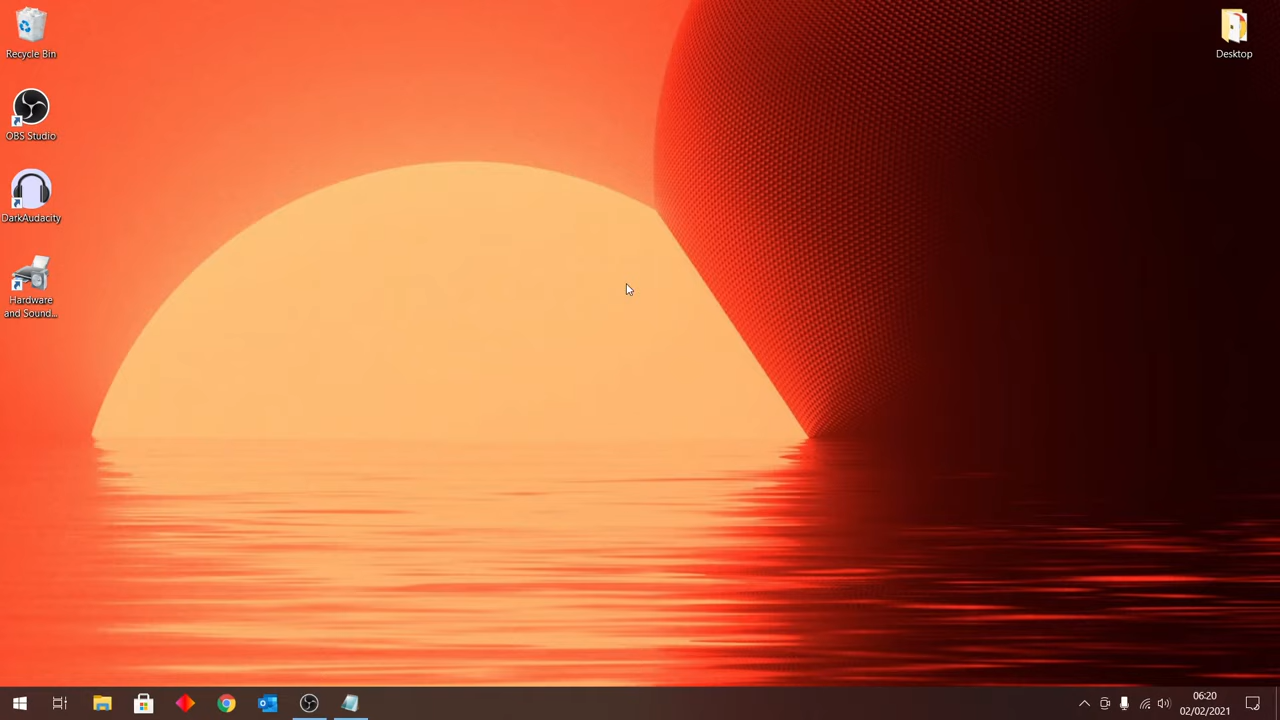 Recycle Bin
OBS Studio
DarkAudacity
Hardware
and Sound...
Desktop
06:20
02/02/2021